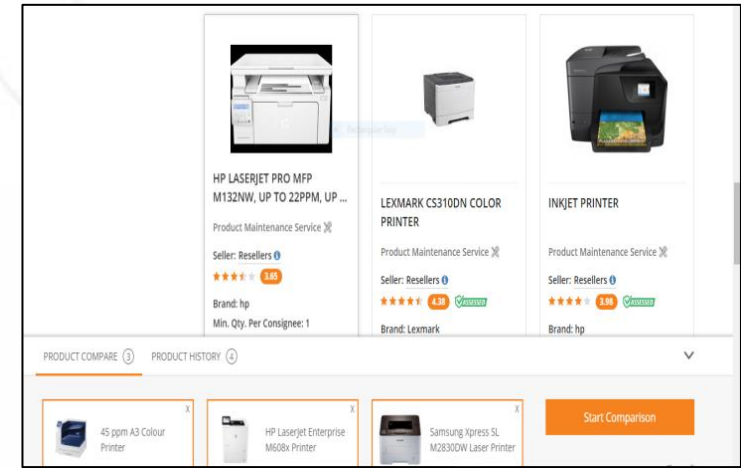 HP LASERJET PRO MFP
M132NW, UP TO 22PPM, UP ...
Product Maintenance Service
Seller: Resellers
3.65
Brand: hp
Min. Qty. Per Consignee: 1
LEXMARK CS310DN COLOR
PRINTER
Product Maintenance Service
Seller: Resellers
4.38 ASSESSED
Brand: Lexmark
INKJET PRINTER
Product Maintenance Service
Seller: Resellers
3.98 ASSESSED
Brand: hp
PRODUCT COMPARE 3 PRODUCT HISTORY 4
X
45 ppm A3 Colour
Printer
X
HP Laserjet Enterprise
M608x Printer
X
Samsung Xpress SL
M2830DW Laser Printer
Start Comparison